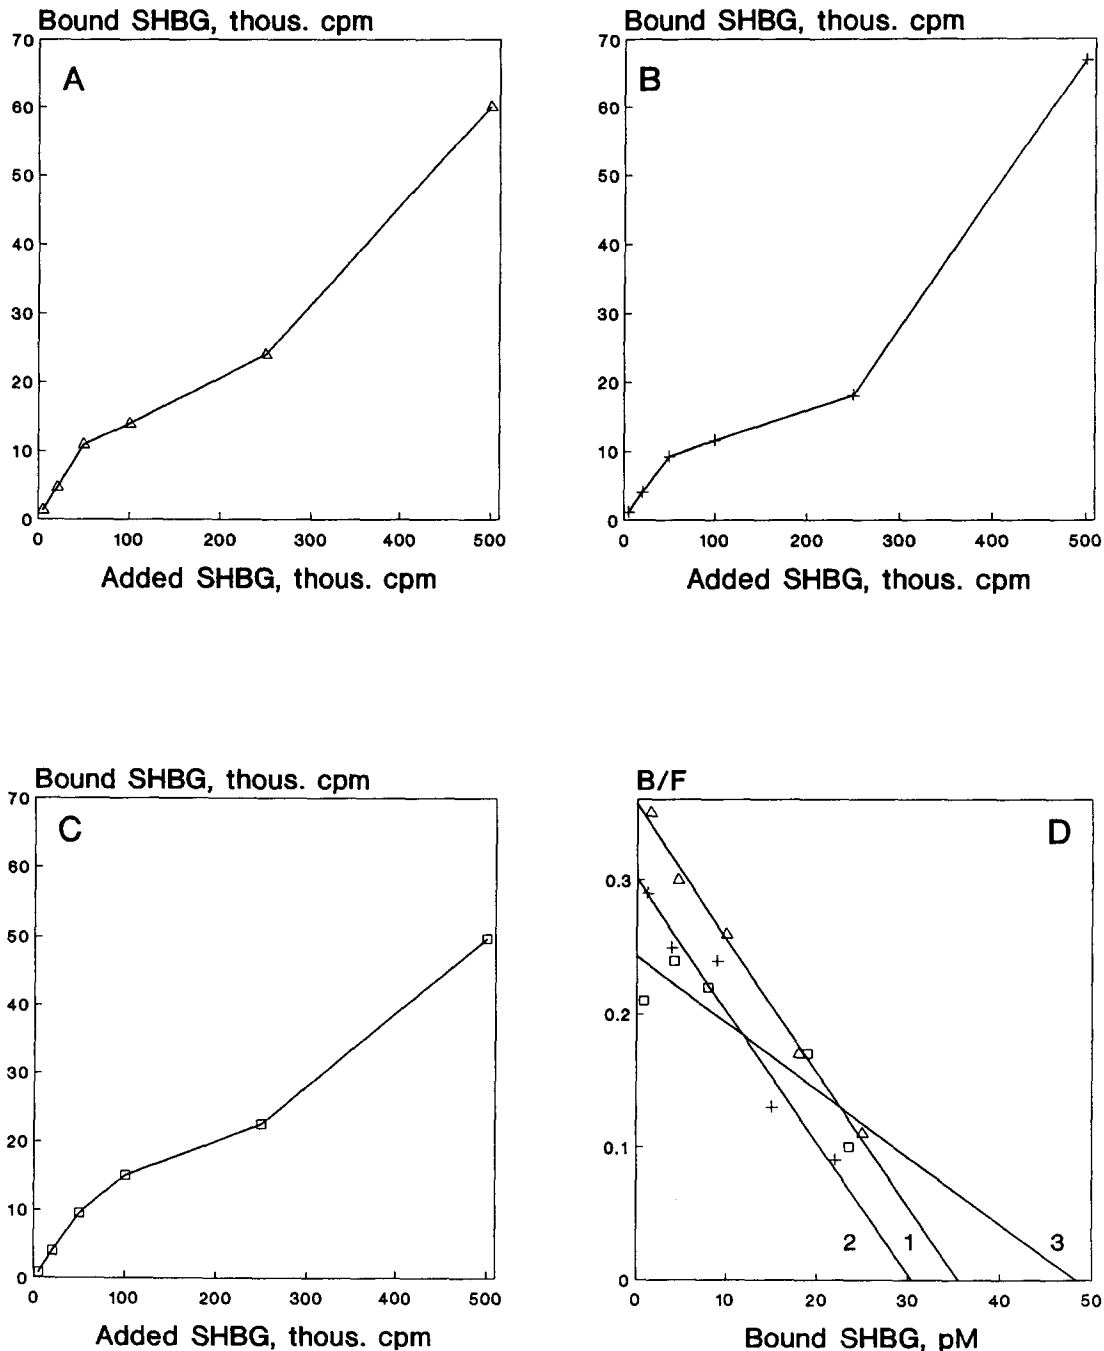 Bound SHBG, thous. cpm
70
60
50
40
30
20
10
0
A
0 100 200 300 400 500
Added SHBG, thous. cpm
Bound SHBG, thous. cpm
70
60
50
40
30
20
10
0
B
0 100 200 300 400 500
Added SHBG, thous. cpm
Bound SHBG, thous. cpm
70
60
50
40
30
20
10
0
C
0 100 200 300 400 500
Added SHBG, thous. cpm
B/F
D
0.3
0.2
0.1
0
2 1 3
0 10 20 30 40 50
Bound SHBG, pM